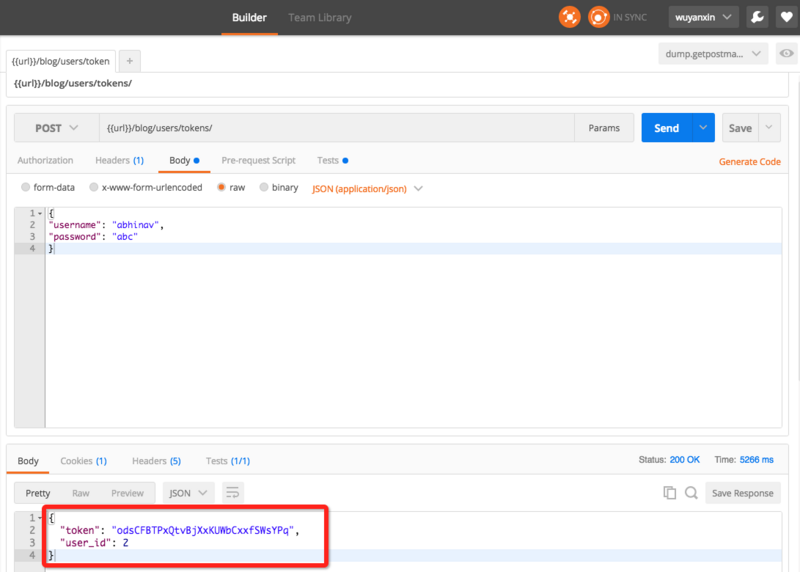 Builder Team Library IN SYNC wuyanxin
{{url}}/blog/users/token + dump.getpostma...
{{url}}/blog/users/tokens/
POST {{url}}/blog/users/tokens/ Params Send Save
Authorization Headers (1) Body Pre-request Script Tests Generate Code
form-data x-www-form-urlencoded raw binary JSON (application/json)
1 {
2 "username": "abhinav",
3 "password": "abc"
4 }
Body Cookies (1) Headers (5) Tests (1/1) Status: 200 OK Time: 5266 ms
Pretty Raw Preview JSON Save Response
1 {
2 "token": "odsCFBTPxQtvBjXxKUWbCxxfSWsYPq",
3 "user_id": 2
4 }